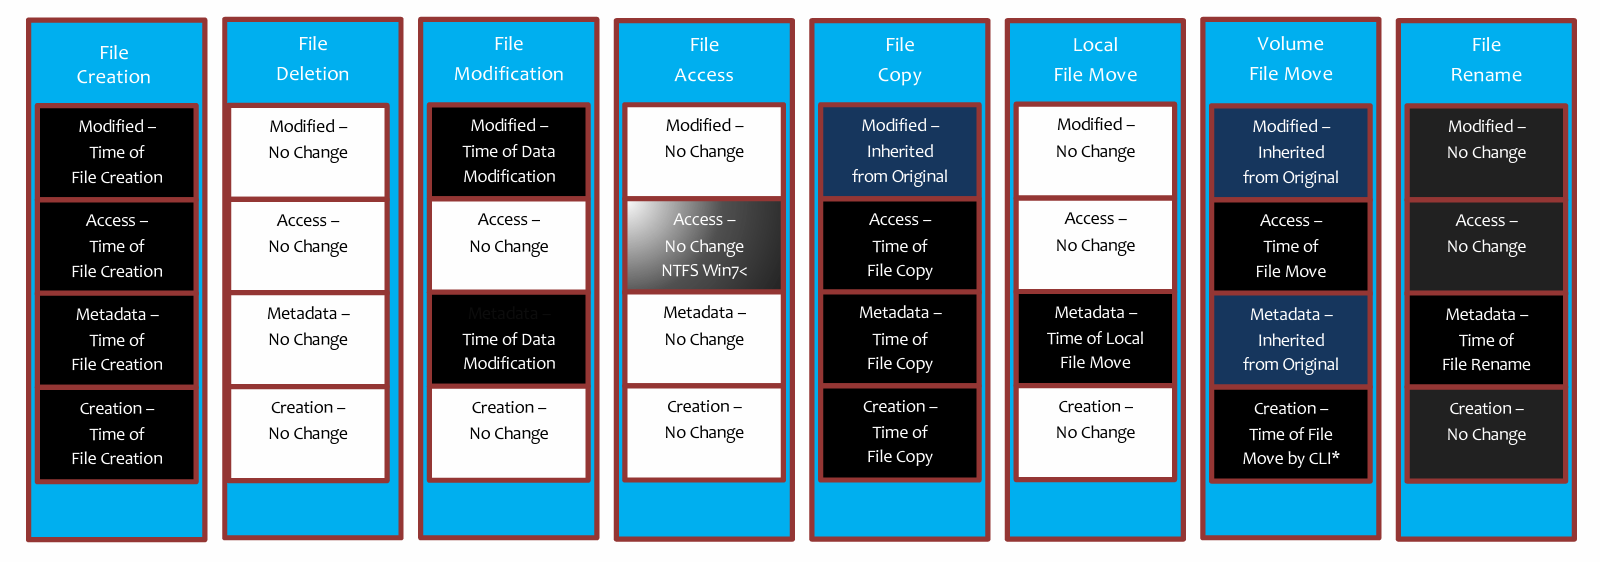 File
Creation
Modified –
Time of
File Creation
Access –
Time of
File Creation
Metadata –
Time of
File Creation
Creation –
Time of
File Creation
File
Deletion
Modified –
No Change
Access –
No Change
Metadata –
No Change
Creation –
No Change
File
Modification
Modified –
Time of Data
Modification
Access –
No Change
Metadata –
Time of Data
Modification
Creation –
No Change
File
Access
Modified –
No Change
Access –
No Change
NTFS Win7<
Metadata –
No Change
Creation –
No Change
File
Copy
Modified –
Inherited
from Original
Access –
Time of
File Copy
Metadata –
Time of
File Copy
Creation –
Time of
File Copy
Local
File Move
Modified –
No Change
Access –
No Change
Metadata –
Time of Local
File Move
Creation –
No Change
Volume
File Move
Modified –
Inherited
from Original
Access –
Time of
File Move
Metadata –
Inherited
from Original
Creation –
Time of File
Move by CLI*
File
Rename
Modified –
No Change
Access –
No Change
Metadata –
Time of
File Rename
Creation –
No Change